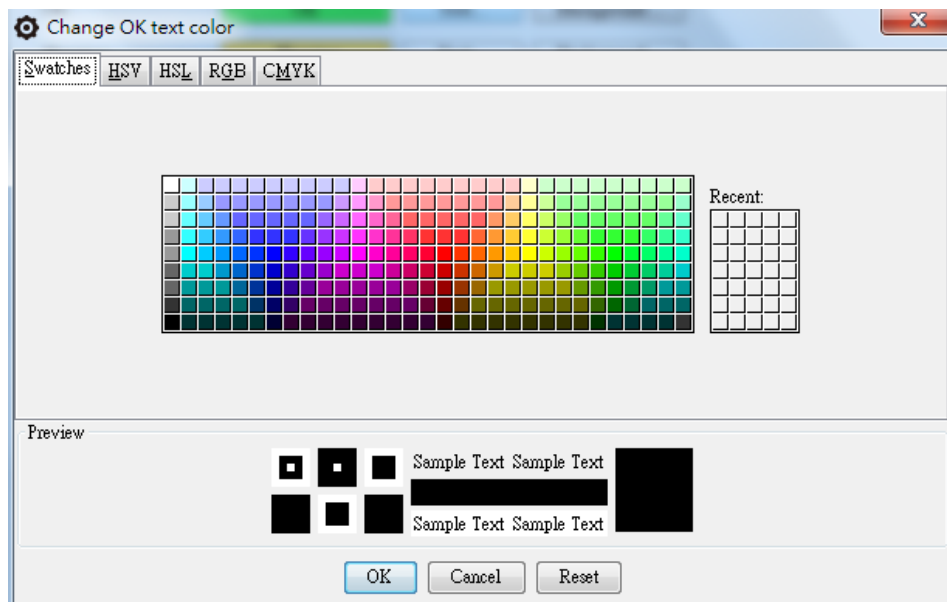 Change OK text color
Swatches HSV HSL RGB CMYK
Recent:
Preview
Sample Text Sample Text
Sample Text Sample Text
OK Cancel Reset